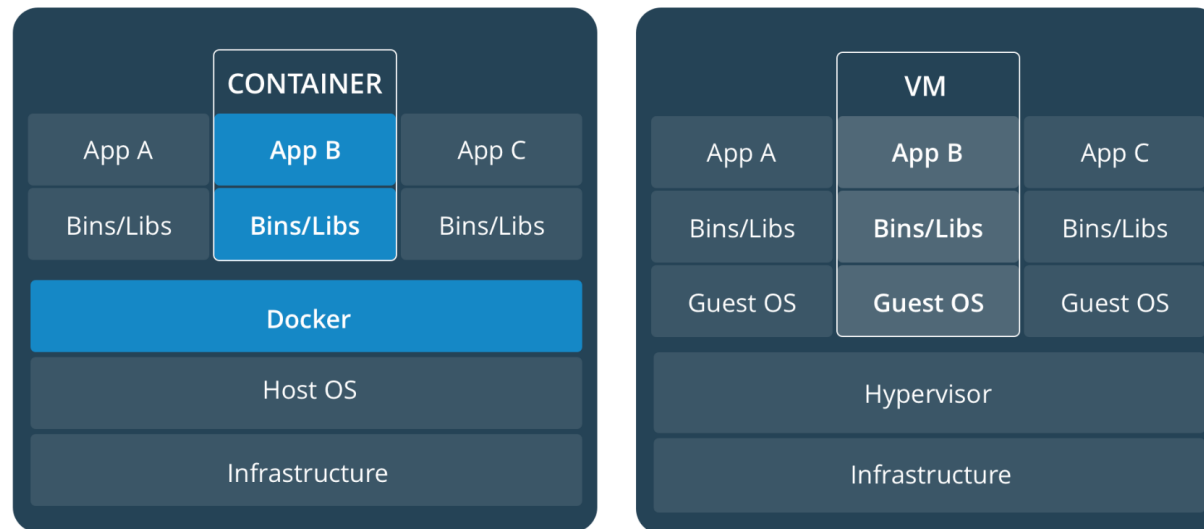 CONTAINER
App A
App B
App C
Bins/Libs
Bins/Libs
Bins/Libs
Docker
Host OS
Infrastructure
VM
App A
App B
App C
Bins/Libs
Bins/Libs
Bins/Libs
Guest OS
Guest OS
Guest OS
Hypervisor
Infrastructure